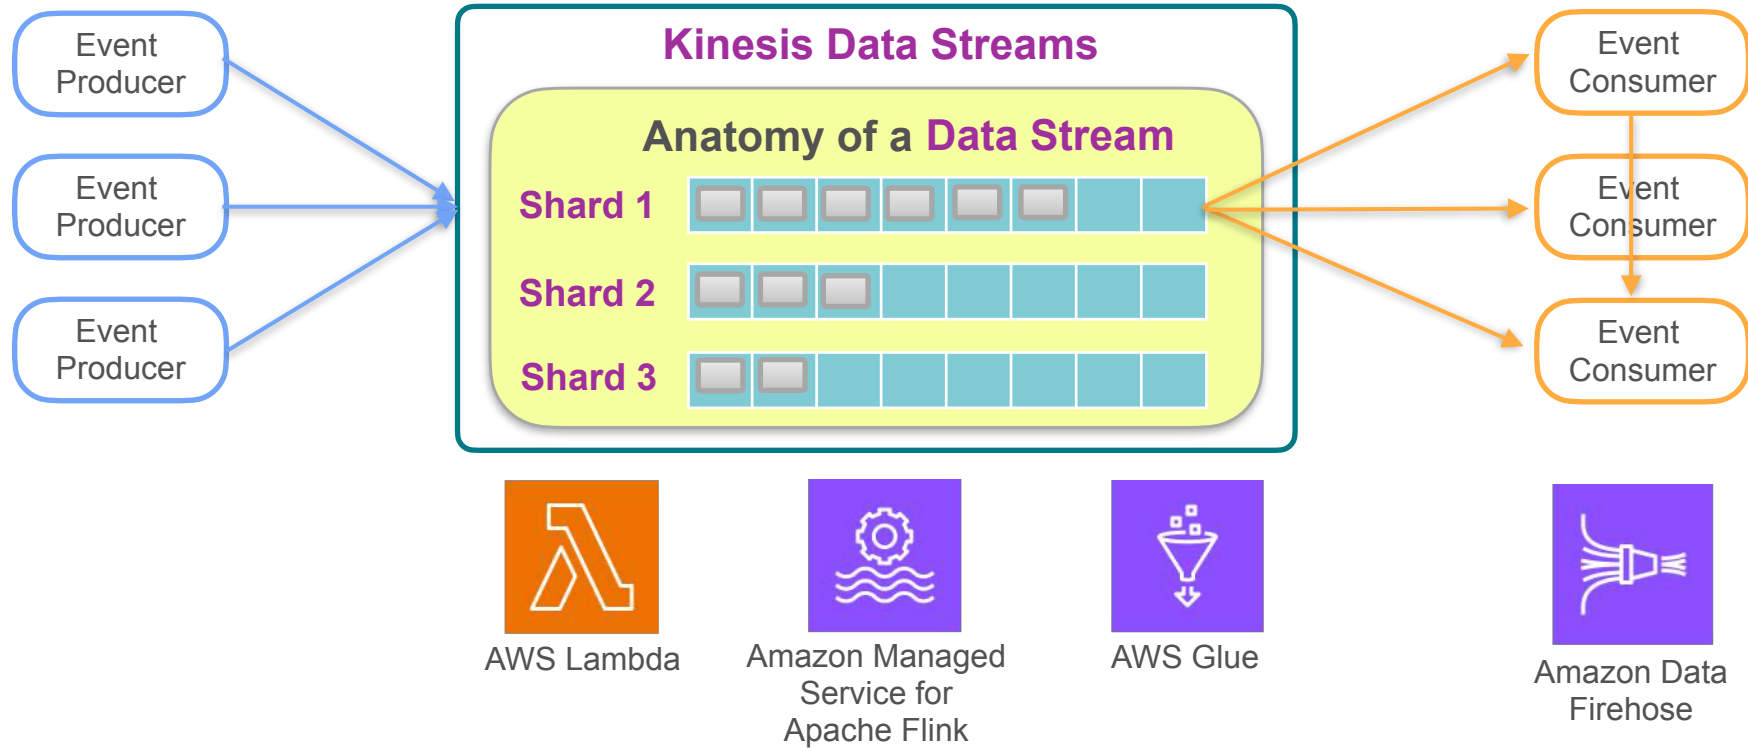 Event
Producer
Event
Producer
Event
Producer
Kinesis Data Streams
Anatomy of a Data Stream
Shard 1
Shard 2
Shard 3
Event
Consumer
Event
Consumer
Event
Consumer
AWS Lambda
Amazon Managed
Service for
Apache Flink
AWS Glue
Amazon Data
Firehose